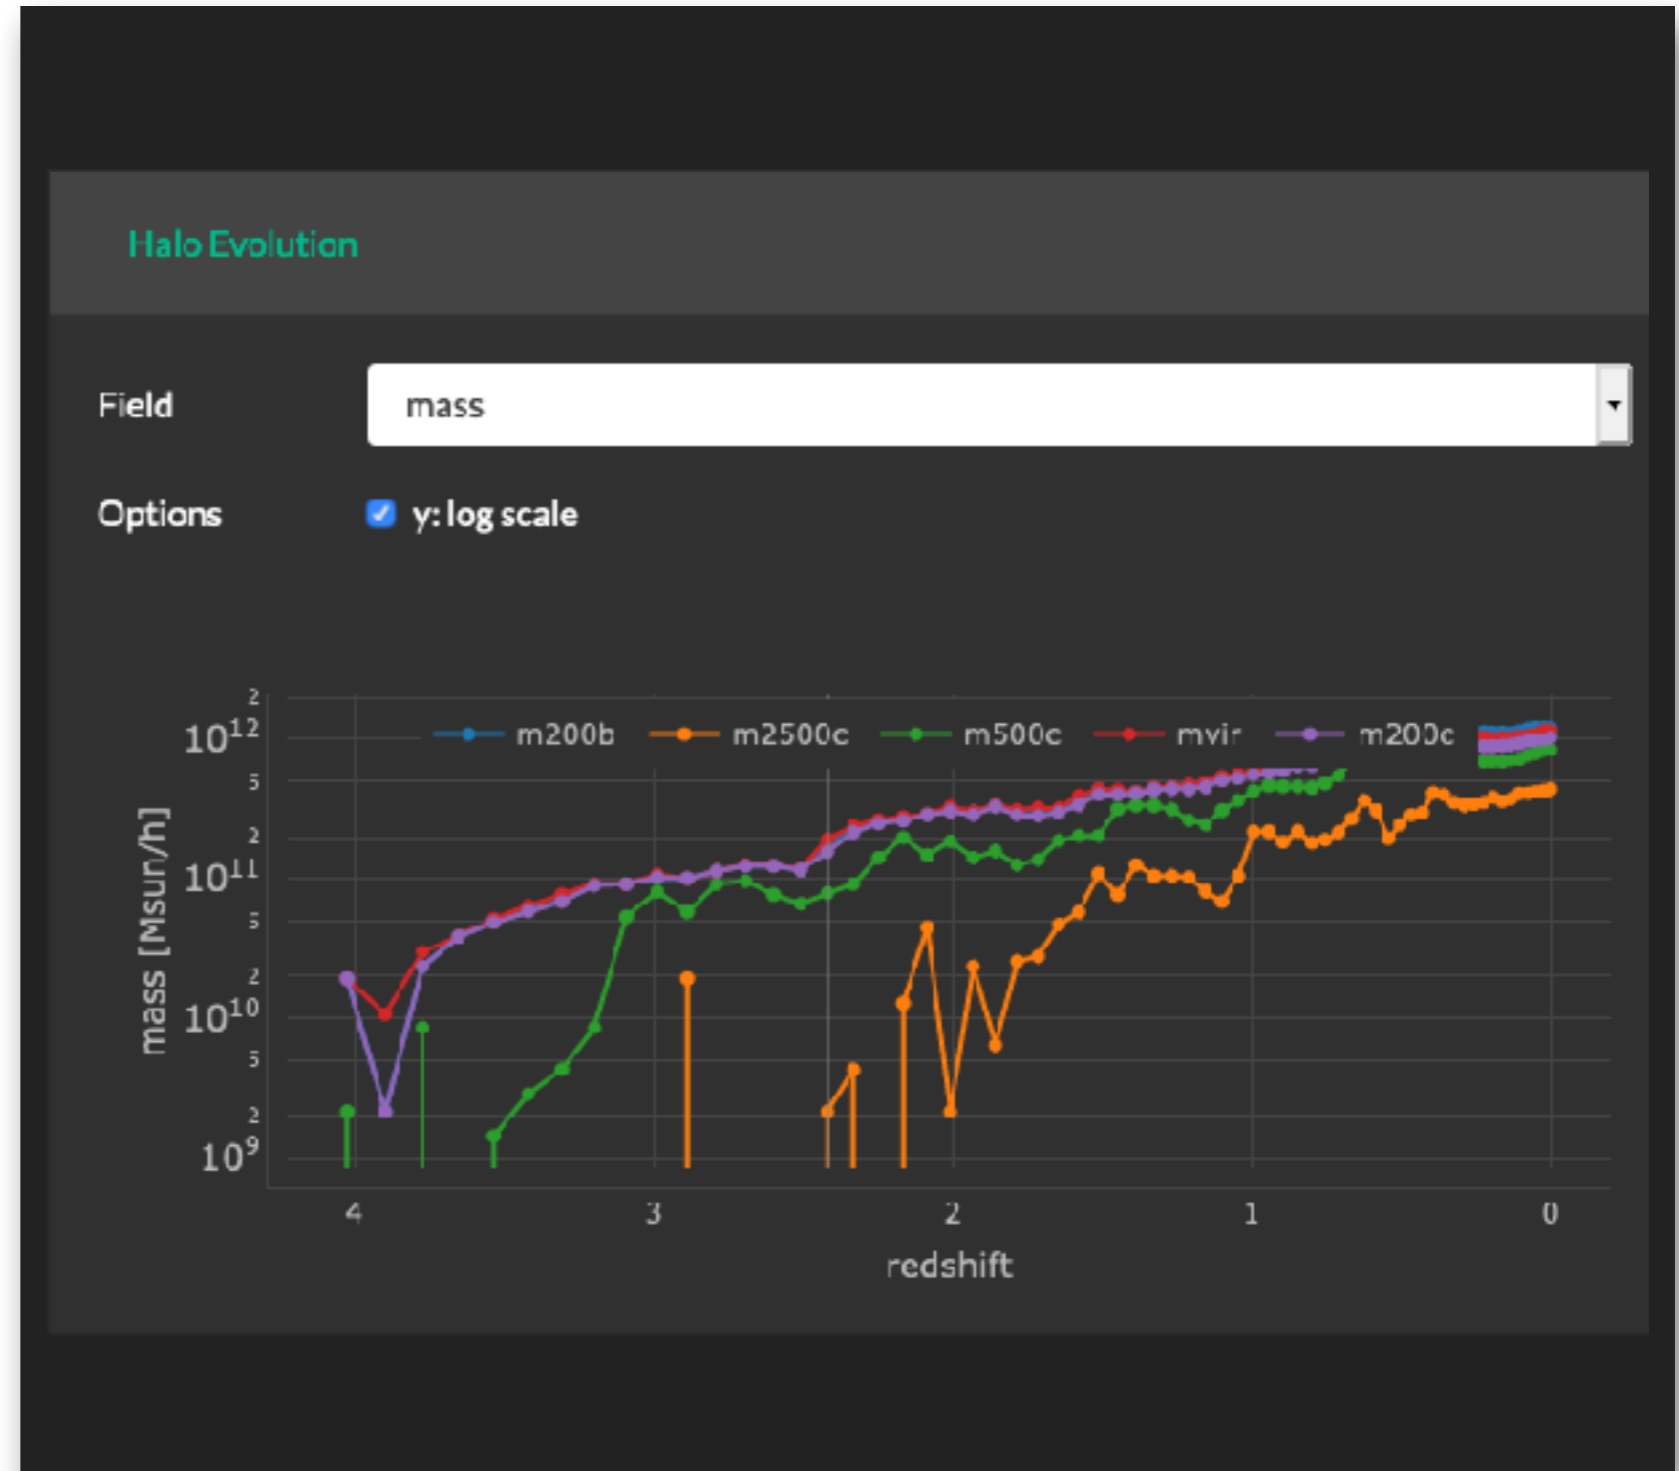 Halo Evolution
Field mass
Options y: log scale
2
10¹²
m200b m2500c m500c mvir m200c
5
2
10¹¹
5
2
10¹⁰
5
2
10⁹
mass [Msun/h]
4 3 2 1 0
redshift